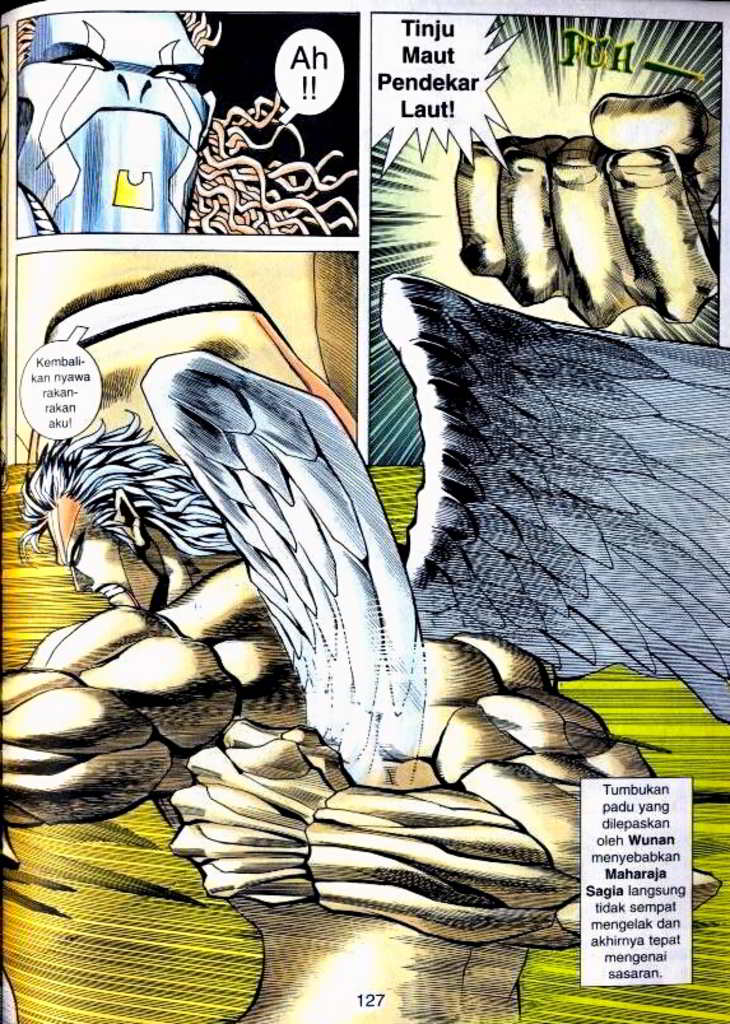 Ah
!!
Tinju
Maut
Pendekar
Laut!
FUH
Kembali-
kan nyawa
rakan-
rakan
aku!
Tumbukan
padu yang
dilepaskan
oleh Wunan
menyebabkan
Maharaja
Sagia langsung
tidak sempat
mengelak dan
akhirnya tepat
mengenai
sasaran.
127